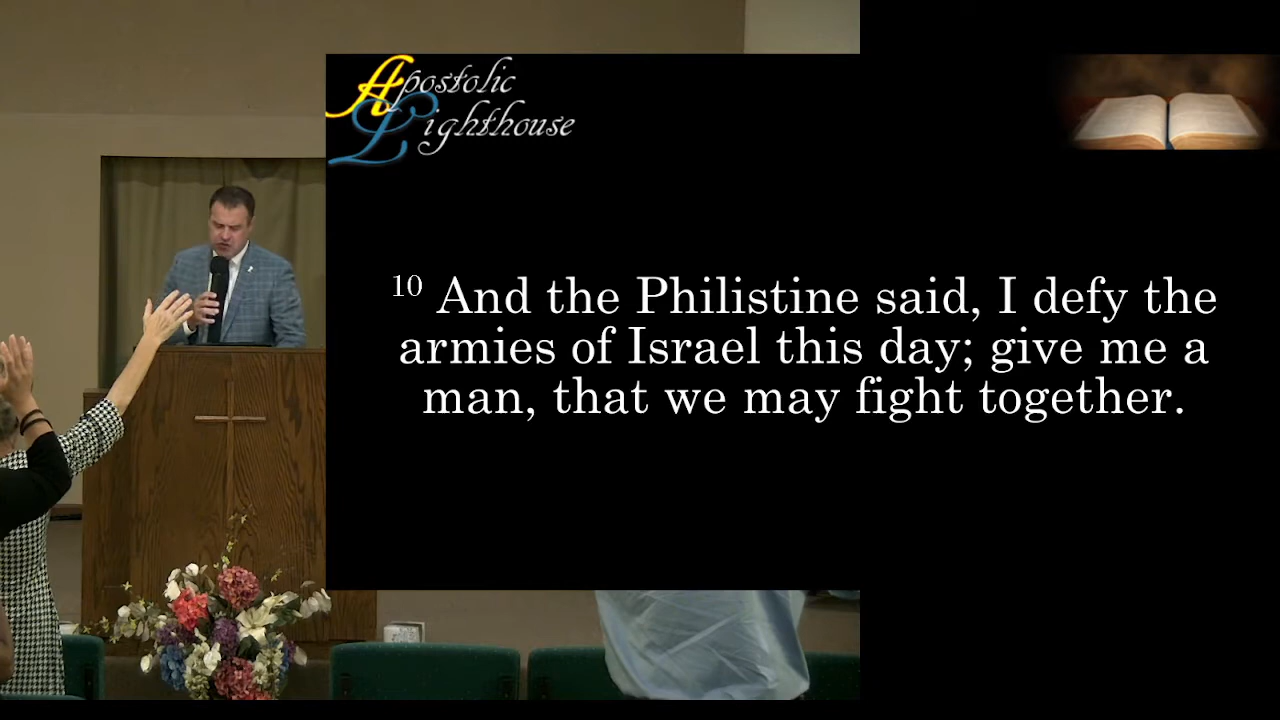 Apostolic
Lighthouse
10 And the Philistine said, I defy the
armies of Israel this day; give me a
man, that we may fight together.